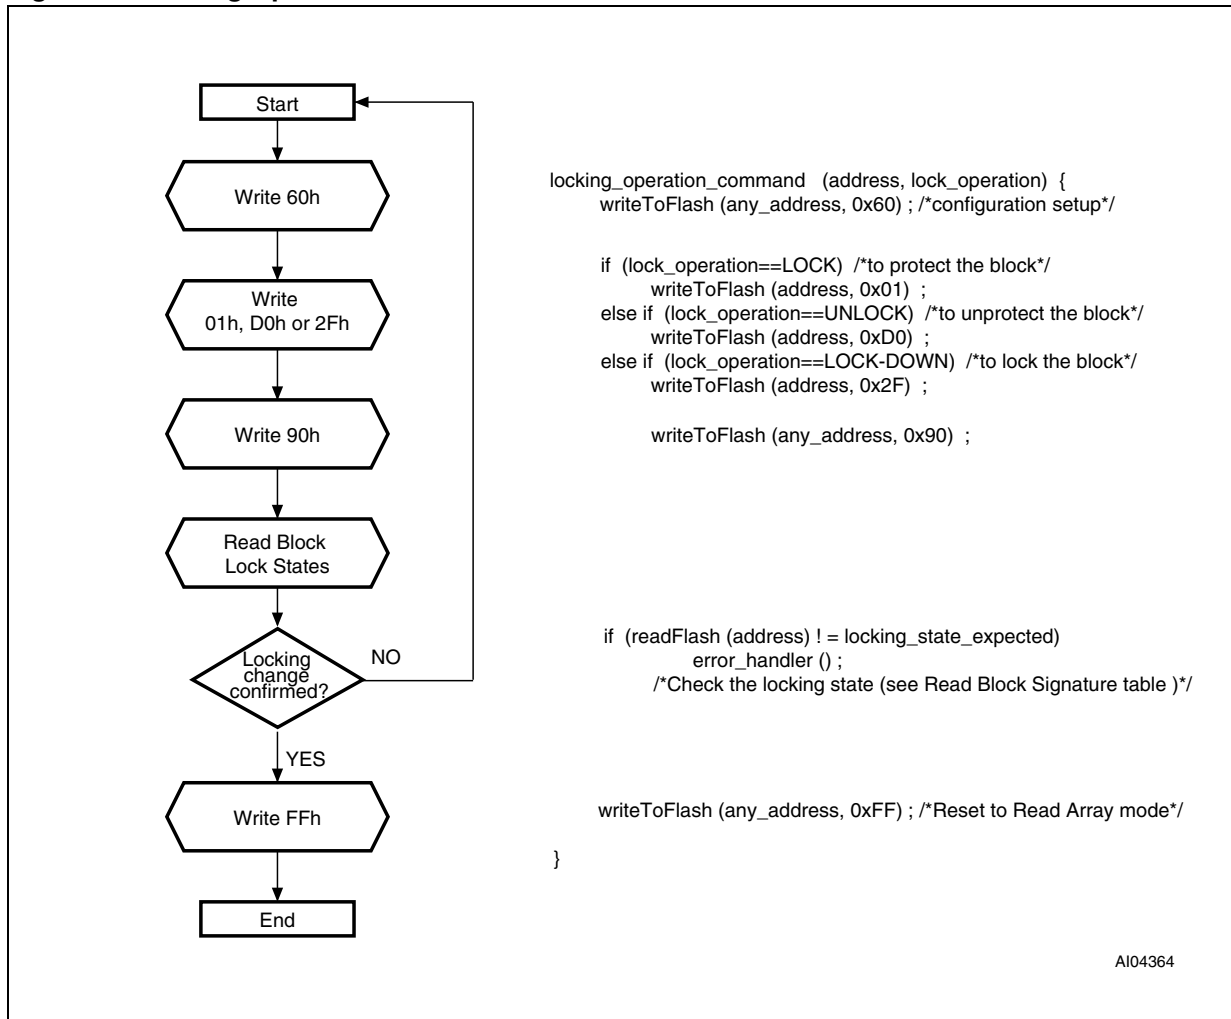 Start
Write 60h
Write
01h, D0h or 2Fh
Write 90h
Read Block
Lock States
Locking
change
confirmed?
NO
YES
Write FFh
End
locking_operation_command (address, lock_operation) {
writeToFlash (any_address, 0x60) ; /*configuration setup*/
if (lock_operation==LOCK) /*to protect the block*/
writeToFlash (address, 0x01) ;
else if (lock_operation==UNLOCK) /*to unprotect the block*/
writeToFlash (address, 0xD0) ;
else if (lock_operation==LOCK-DOWN) /*to lock the block*/
writeToFlash (address, 0x2F) ;
writeToFlash (any_address, 0x90) ;
if (readFlash (address) ! = locking_state_expected)
error_handler () ;
/*Check the locking state (see Read Block Signature table )*/
writeToFlash (any_address, 0xFF) ; /*Reset to Read Array mode*/
}
AI04364